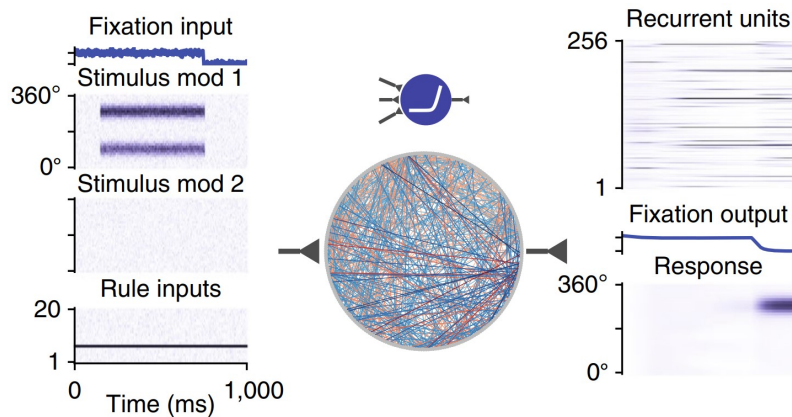 Fixation input
Stimulus mod 1
360°
0°
Stimulus mod 2
Rule inputs
20
1
0
1,000
Time (ms)
Recurrent units
256
1
Fixation output
Response
360°
0°